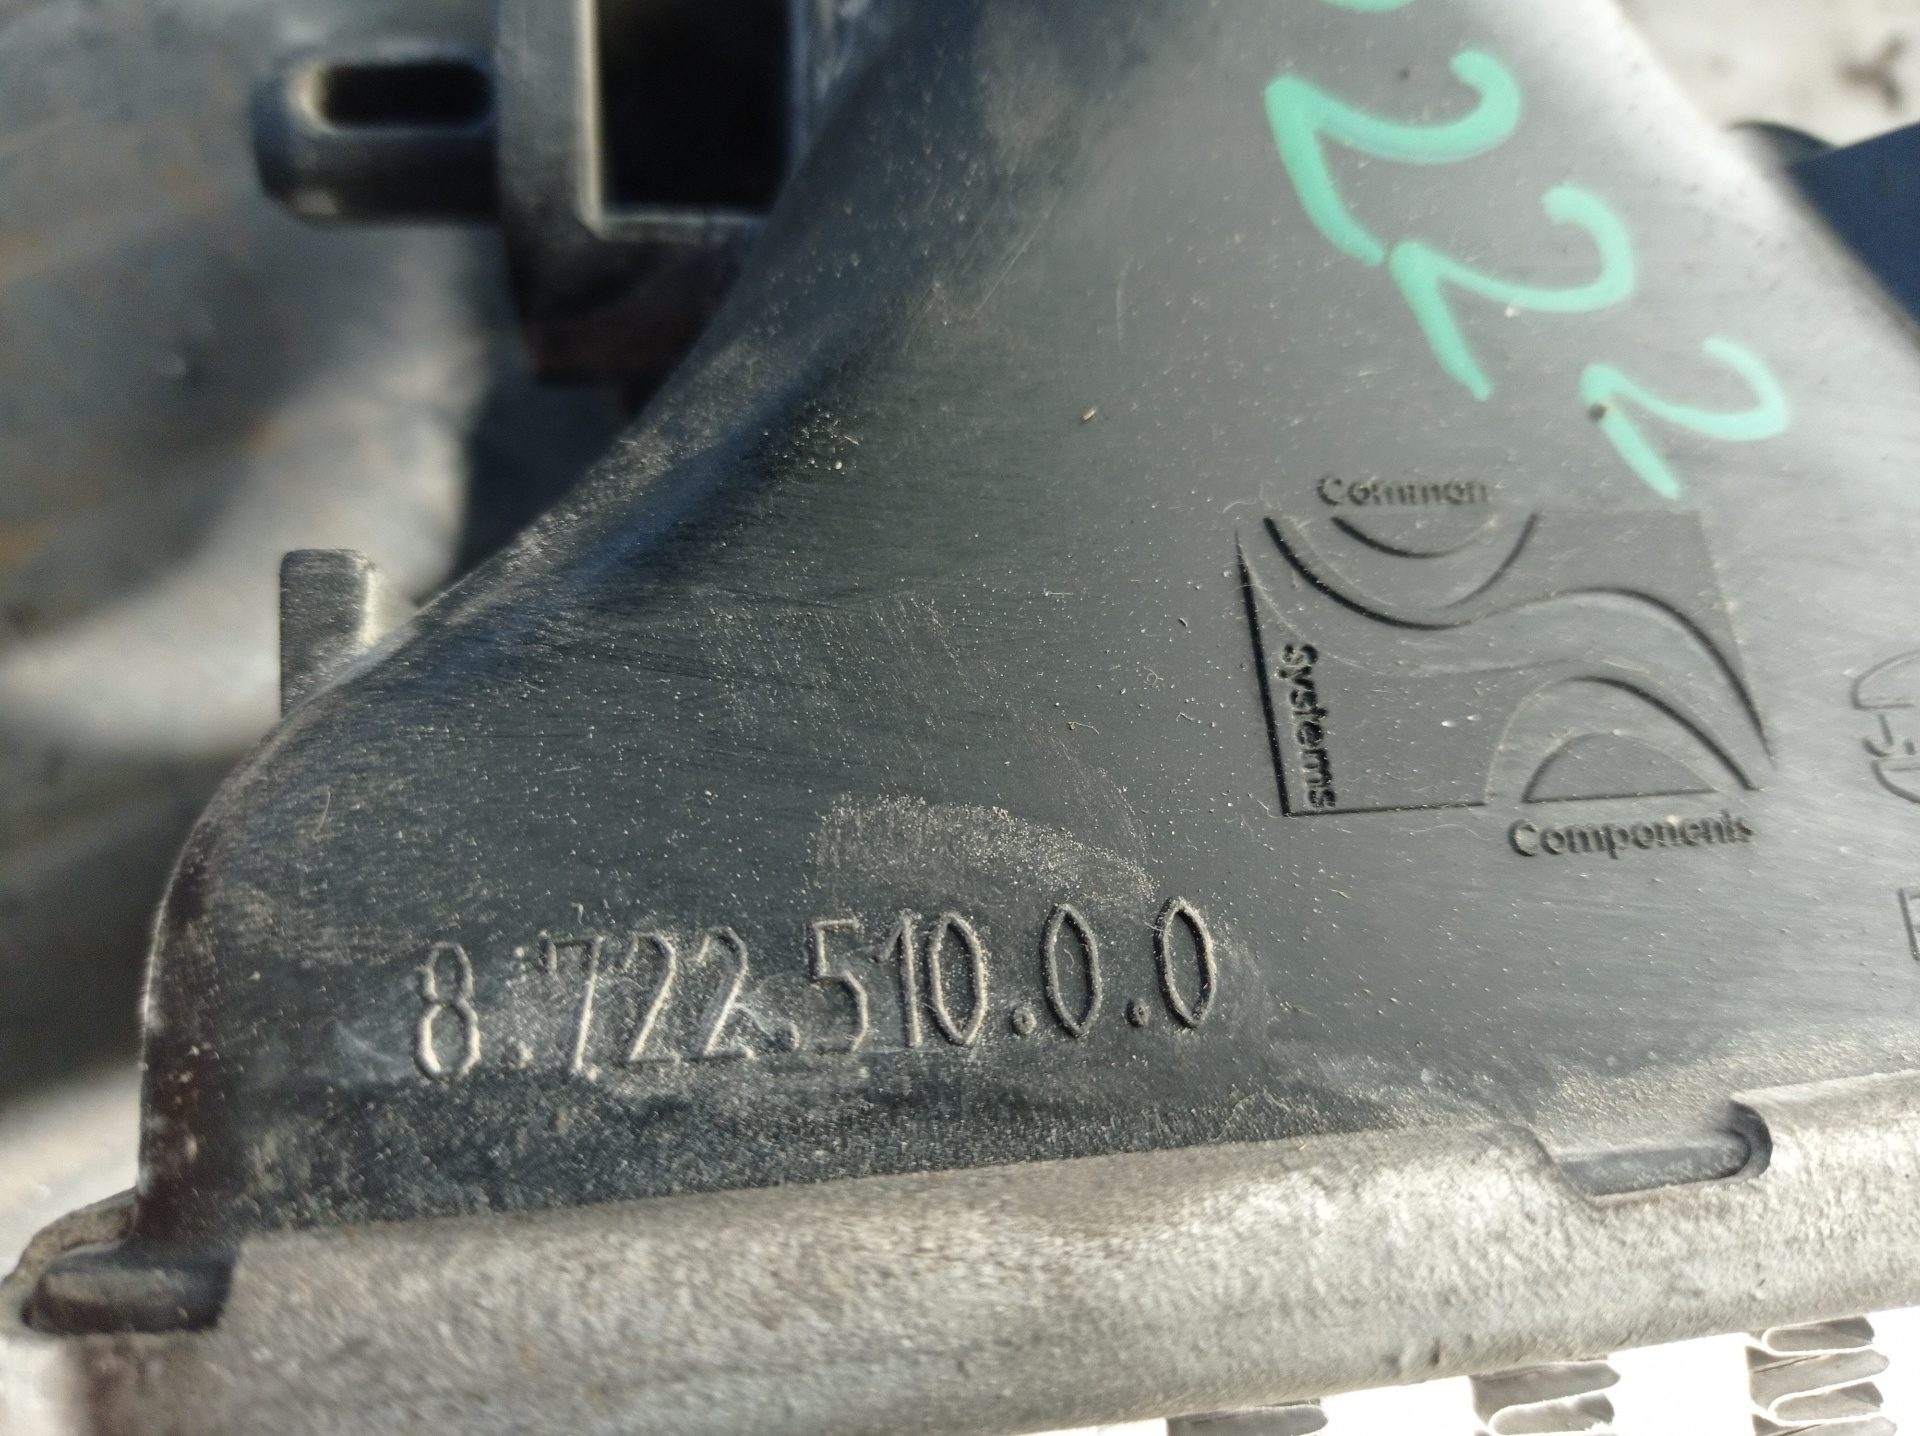 222
Common
Systems
Components
8.722.510.0.0